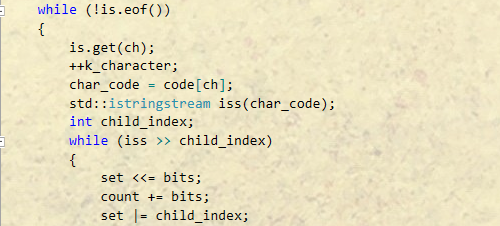 while (!is.eof())
{
is.get(ch);
++k_character;
char_code = code[ch];
std::istringstream iss(char_code);
int child_index;
while (iss >> child_index)
{
set <<= bits;
count += bits;
set |= child_index;